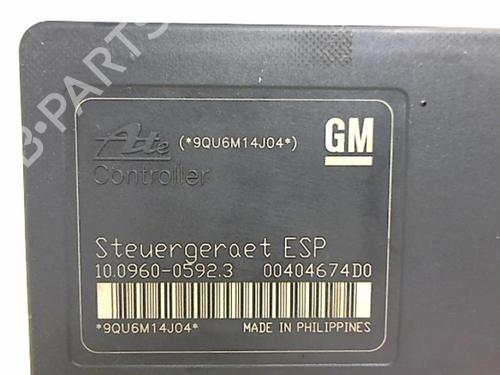 B-PARTS
Ate (*9QU6M14J04*)
GM
Controller
Steuergeraet ESP
10.0960-0592.3 00404674D0
*9QU6M14J04* MADE IN PHILIPPINES